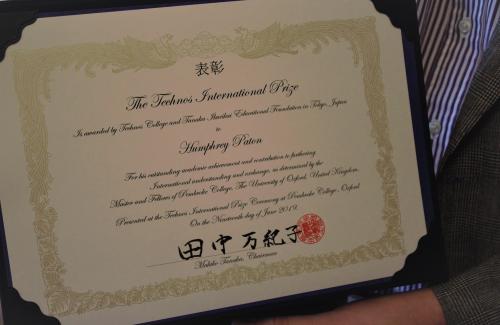 表彰
The Technos International Prize
Is awarded by Technos College and Tanaka Ikueikai Educational Foundation in Tokyo, Japan
to
Humphrey Paton
For his outstanding academic achievement and contribution to furthering
International understanding and exchange, as determined by the
Master and Fellows of Pembroke College, The University of Oxford, United Kingdom.
Presented at the Technos International Prize Ceremony at Pembroke College, Oxford
On the Nineteenth day of June 2019.
田中万紀子
Makiko Tanaka, Chairman